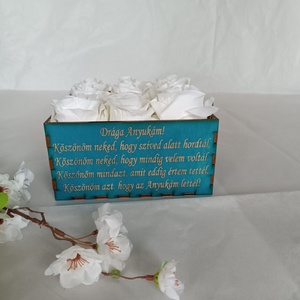 Drága Anyukám!
Köszönöm neked, hogy szíved alatt hordtál,
Köszönöm neked, hogy mindig velem voltál,
Köszönöm mindazt, amit eddig értem tettél,
Köszönöm azt, hogy az Anyukám lettél!